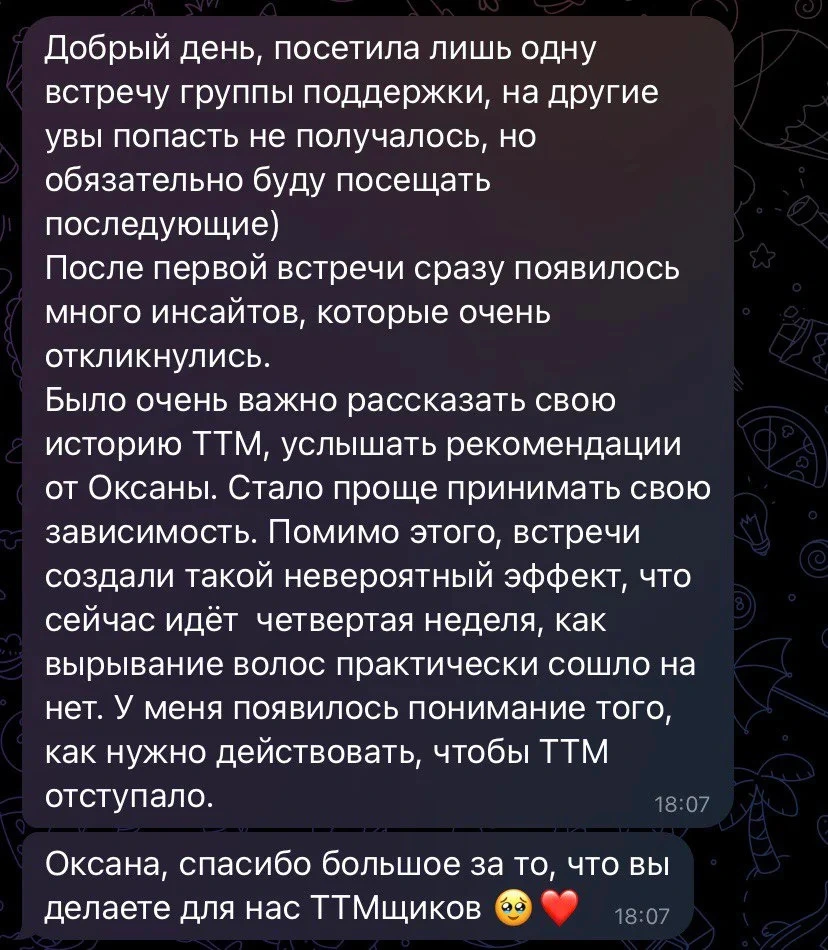 Добрый день, посетила лишь одну
встречу группы поддержки, на другие
увы попасть не получалось, но
обязательно буду посещать
последующие)
После первой встречи сразу появилось
много инсайтов, которые очень
откликнулись.
Было очень важно рассказать свою
историю ТТМ, услышать рекомендации
от Оксаны. Стало проще принимать свою
зависимость. Помимо этого, встречи
создали такой невероятный эффект, что
сейчас идёт  четвертая неделя, как
вырывание волос практически сошло на
нет. У меня появилось понимание того,
как нужно действовать, чтобы ТТМ
отступало.
18:07
Оксана, спасибо большое за то, что вы
делаете для нас ТТМщиков 🥹❤️
18:07